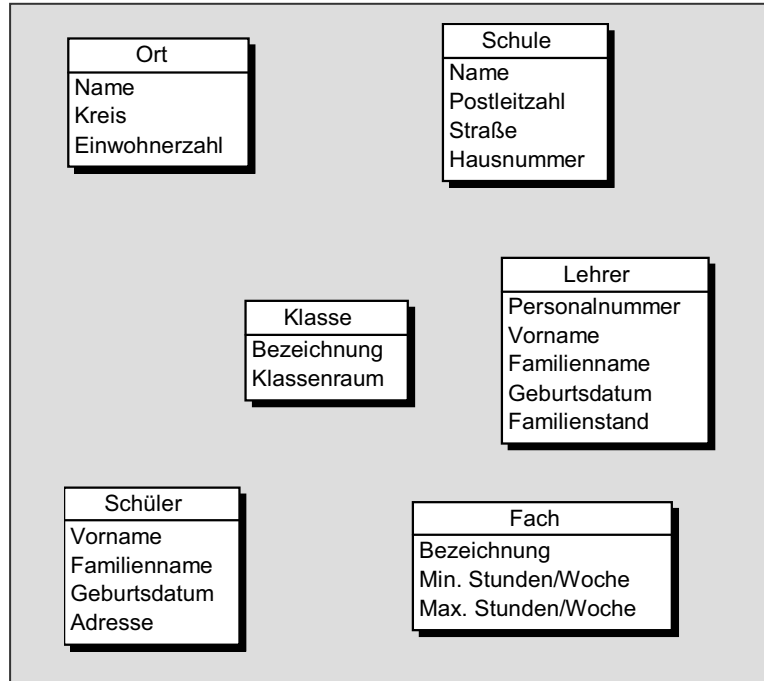 Ort
Name
Kreis
Einwohnerzahl
Schule
Name
Postleitzahl
Straße
Hausnummer
Klasse
Bezeichnung
Klassenraum
Lehrer
Personalnummer
Vorname
Familienname
Geburtsdatum
Familienstand
Schüler
Vorname
Familienname
Geburtsdatum
Adresse
Fach
Bezeichnung
Min. Stunden/Woche
Max. Stunden/Woche